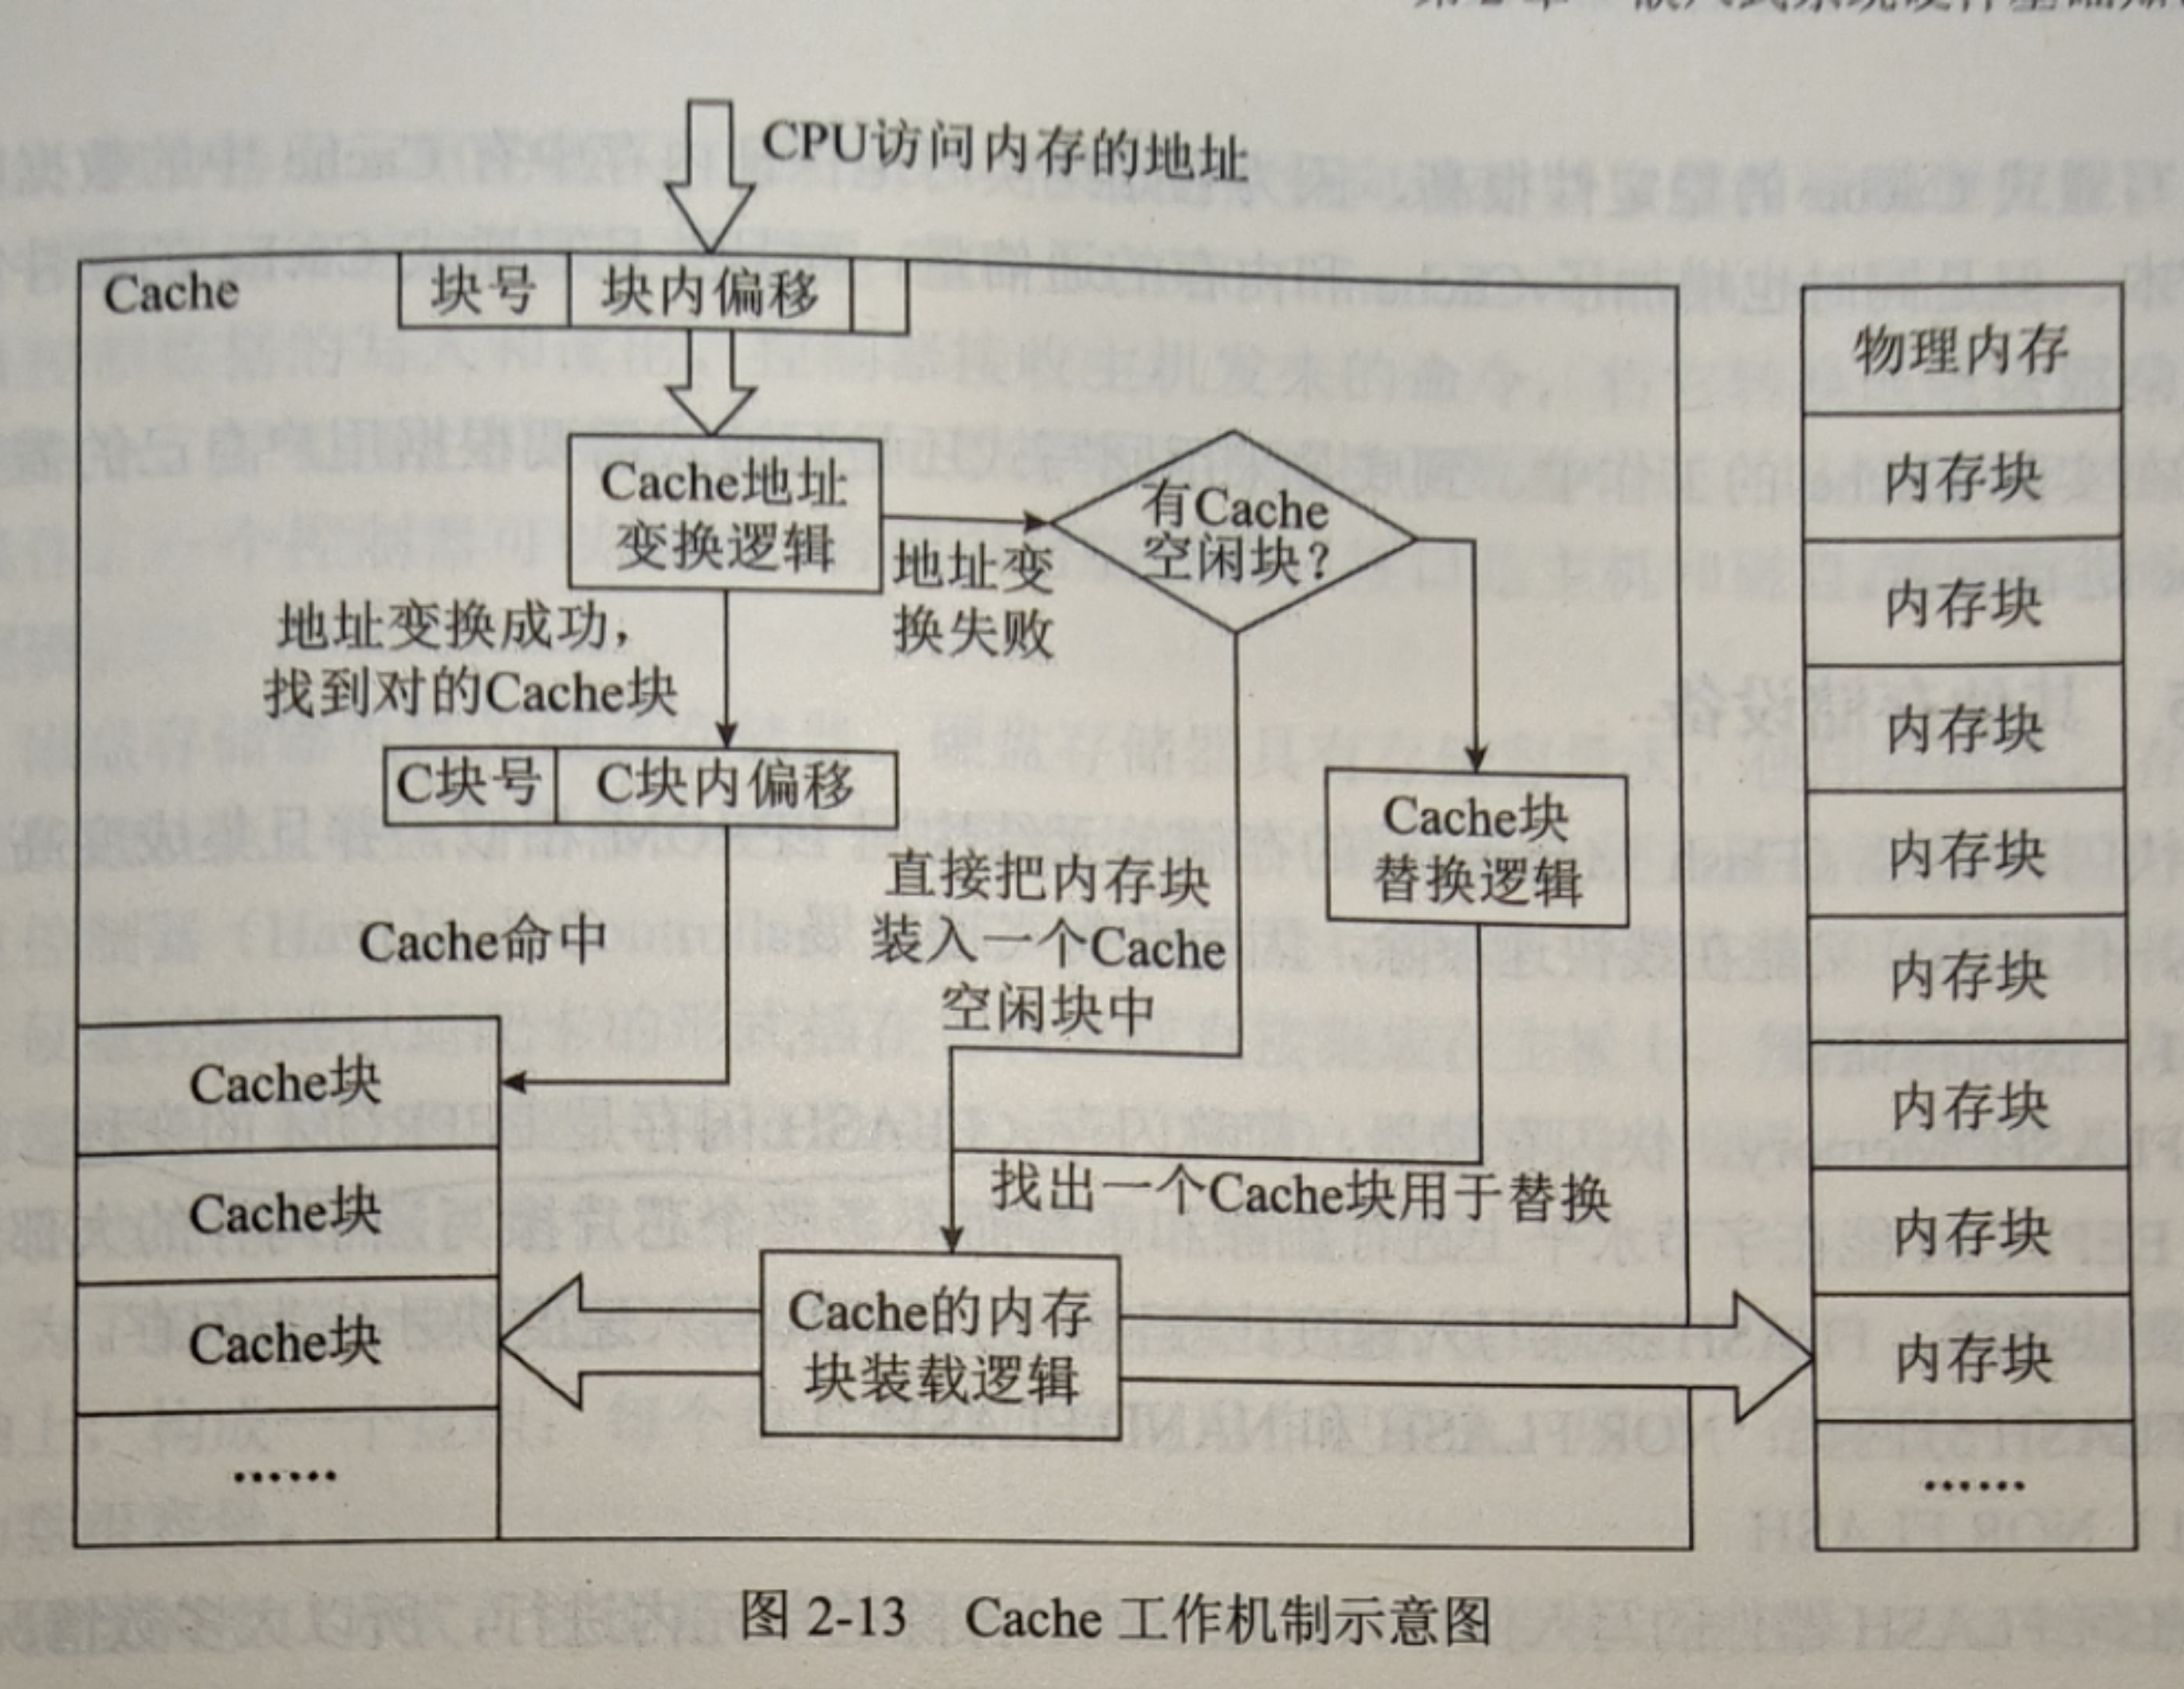 CPU访问内存的地址
Cache
块号
块内偏移
物理内存
Cache地址
变换逻辑
有Cache
空闲块?
地址变
换失败
地址变换成功,
找到对的Cache块
C块号
C块内偏移
Cache块
替换逻辑
直接把内存块
装入一个Cache
空闲块中
Cache命中
找出一个Cache块用于替换
Cache块
Cache块
Cache块
……
Cache的内存
块装载逻辑
内存块
内存块
内存块
内存块
内存块
内存块
内存块
内存块
……
图 2-13 Cache 工作机制示意图